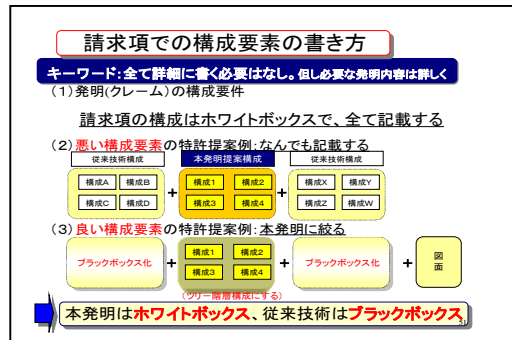 請求項での構成要素の書き方
キーワード:全て詳細に書く必要はなし。但し必要な発明内容は詳しく
(1)発明(クレーム)の構成要件
請求項の構成はホワイトボックスで、全て記載する
(2)悪い構成要素の特許提案例:なんでも記載する
従来技術構成 本発明提案構成 従来技術構成
構成A 構成B + 構成1 構成2 + 構成X 構成Y
構成C 構成D 構成3 構成4 構成Z 構成W
(3)良い構成要素の特許提案例:本発明に絞る
ブラックボックス化 + 構成1 構成2 構成3 構成4 + ブラックボックス化 + 図面
(ツリー階層構成にする)
本発明はホワイトボックス、従来技術はブラックボックス